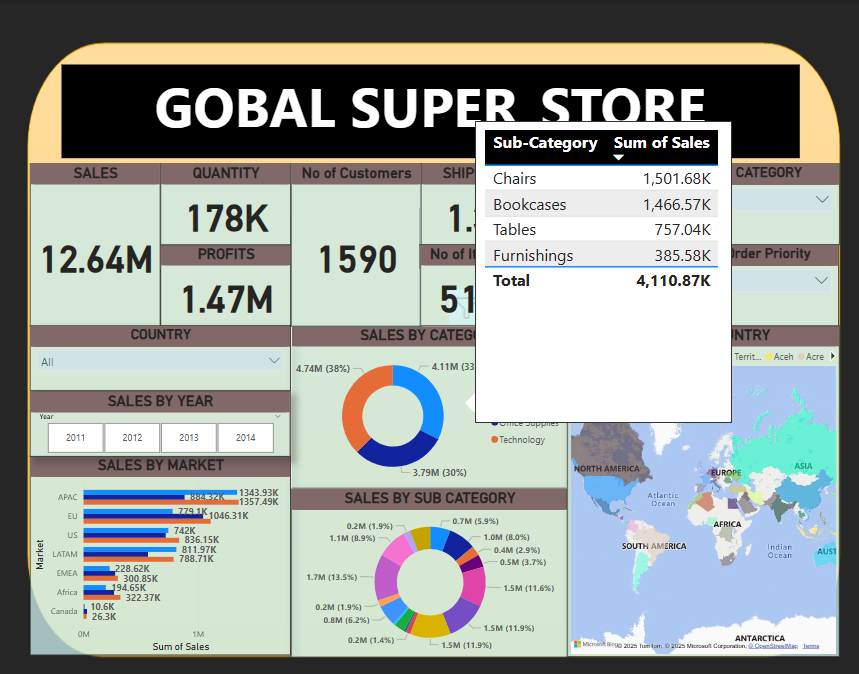 GOBAL SUPER STORE
SALES
12.64M
QUANTITY
178K
PROFITS
1.47M
No of Customers
1590
SHIP
1.
No of It
51
Sub-Category Sum of Sales
Chairs 1,501.68K
Bookcases 1,466.57K
Tables 757.04K
Furnishings 385.58K
Total 4,110.87K
CATEGORY
Order Priority
COUNTRY
All
SALES BY YEAR
Year
2011 2012 2013 2014
SALES BY MARKET
Market
APAC 1343.93K
884.32K
1357.49K
EU 779.1K
1046.31K
US 742K
836.15K
LATAM 811.97K
788.71K
EMEA 228.62K
300.85K
Africa 194.65K
322.37K
Canada 10.6K
26.3K
0M 1M
Sum of Sales
SALES BY CATEG
4.74M (38%)
4.11M (33
3.79M (30%)
Office Supplies
Technology
SALES BY SUB CATEGORY
0.2M (1.9%)
0.7M (5.9%)
1.1M (8.9%)
1.0M (8.0%)
0.4M (2.9%)
0.5M (3.7%)
1.7M (13.5%)
1.5M (11.6%)
0.2M (1.9%)
0.8M (6.2%)
1.5M (11.9%)
0.2M (1.4%)
1.5M (11.9%)
NTRY
Territ... Aceh Acre
NORTH AMERICA
EUROPE
ASIA
Atlantic
Ocean
AFRICA
SOUTH AMERICA
Indian
Ocean
AUST
ANTARCTICA
Microsoft Bing
© 2025 TomTom, © 2025 Microsoft Corporation, © OpenStreetMap Terms